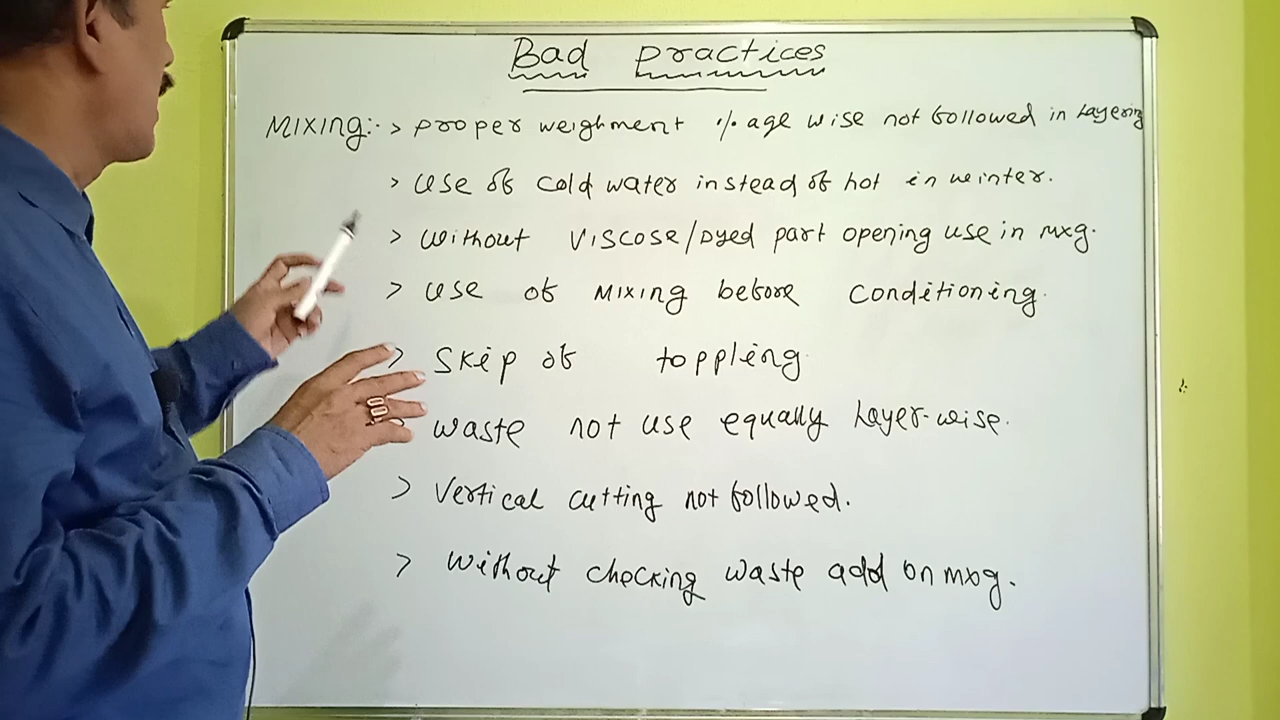 Bad Practices
MIXING:- > Proper weighment %age wise not followed in Layering
> Use of Cold water instead of hot in winter.
> Without Viscose/Dyed part opening use in mxg.
> Use of Mixing before Conditioning.
> Skip of toppling
Waste not use equally Layer-wise.
> Vertical cutting not followed.
> Without checking waste add on mxg.